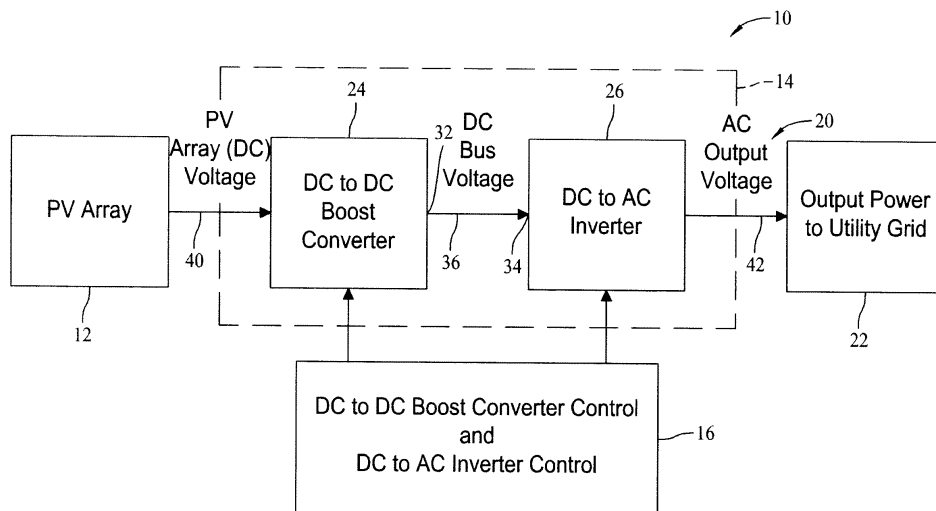 10
14
24
26
PV
Array (DC)
Voltage
32
DC
Bus
Voltage
AC
Output
Voltage
20
PV Array
DC to DC
Boost
Converter
DC to AC
Inverter
Output Power
to Utility Grid
40
36
34
42
12
22
DC to DC Boost Converter Control
and
DC to AC Inverter Control
16